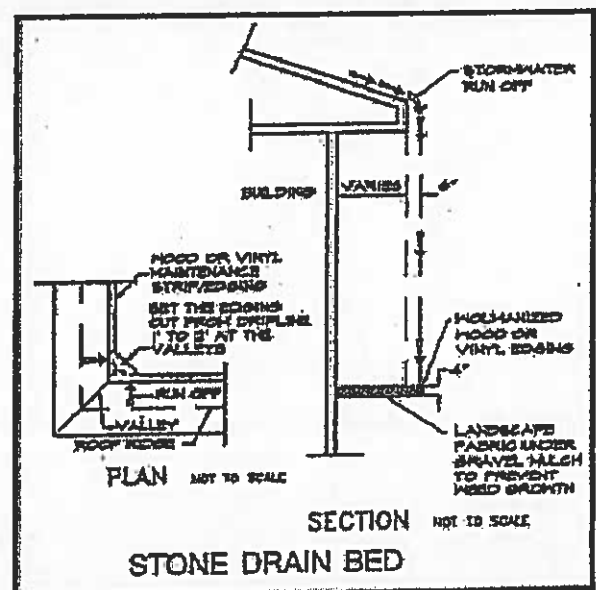 STORMWATER
RUN OFF
BUILDING
VARIES
6"
WOOD OR VINYL
MAINTENANCE
STRIP/EDGING
SET THE EDGING
OUT FROM DRIPLINE
1' TO 2' AT THE
VALLEYS
RUN OFF
VALLEY
ROOF RIDGE
PLAN NOT TO SCALE
WOLMANIZED
WOOD OR
VINYL EDGING
4"
LANDSCAPE
FABRIC UNDER
GRAVEL MULCH
TO PREVENT
WEED GROWTH
SECTION NOT TO SCALE
STONE DRAIN BED